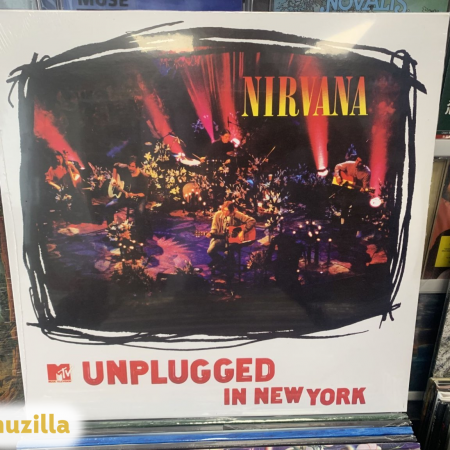 MUSE
NOVALIS
NIRVANA
MTV
UNPLUGGED
IN NEW YORK
uzilla